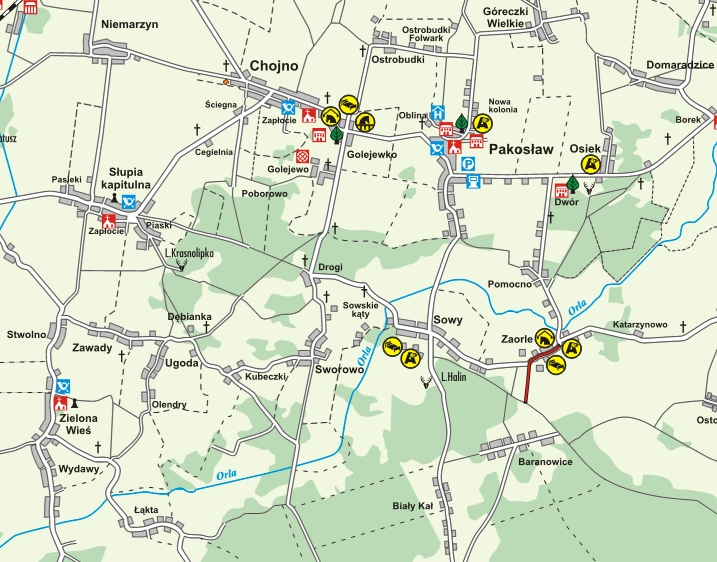 Niemarzyn
Góreczki
Wielkie
Ostrobudki
Folwark
Ostrobudki
Chojno
Domaradzice
Ściegna
Zapłocie
Oblina
Nowa
kolonia
Borek
Cegielnia
Golejewko
Pakosław
Osiek
Golejewo
P
Pasieki
Słupia
kapitulna
Poborowo
Dwór
Zapłocie
Piaski
L.Krasnolipka
Drogi
Pomocno
Sowskie
kąty
Orla
Dębianka
Sowy
Katarzynowo
Stwolno
Zawady
Zaorle
Orla
Ugoda
Kubeczki
Sworowo
L.Halin
Olendry
Zielona
Wieś
Baranowice
Wydawy
Orla
Łąkta
Biały Kał